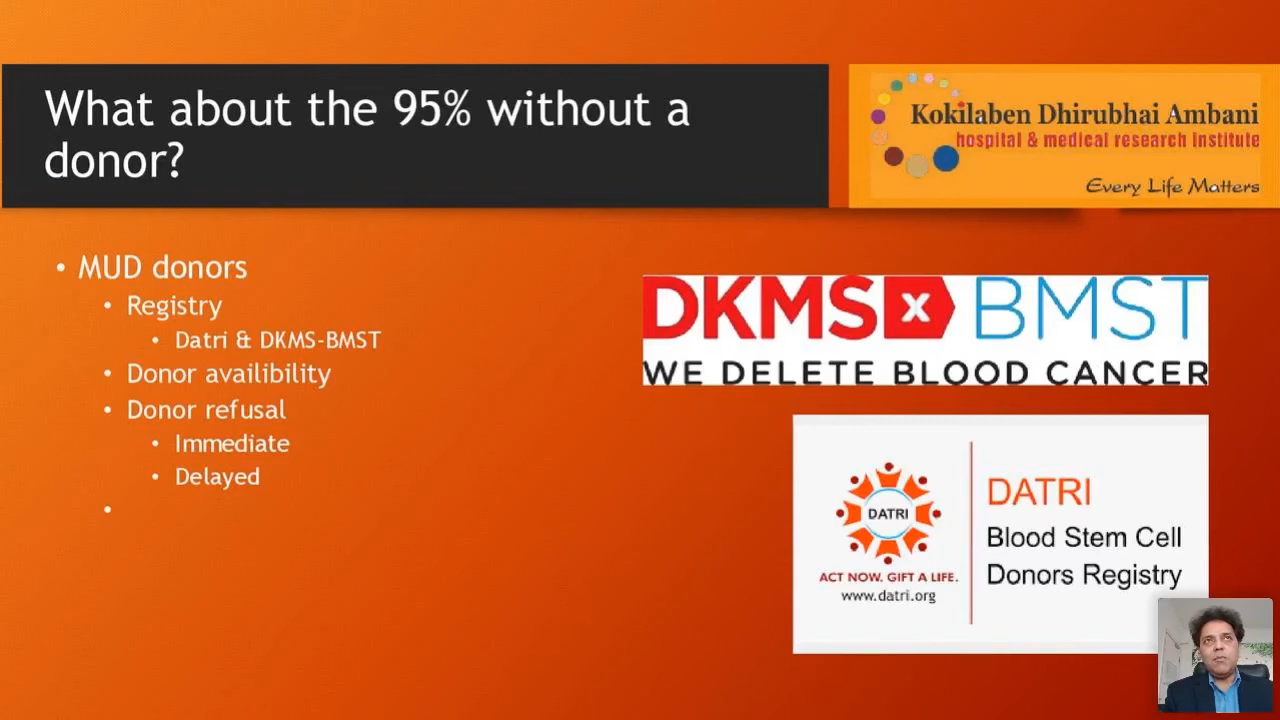 What about the 95% without a
donor?
Kokilaben Dhirubhai Ambani
hospital & medical research institute
Every Life Matters
• MUD donors
• Registry
• Datri & DKMS-BMST
• Donor availibility
• Donor refusal
• Immediate
• Delayed
•
DKMS x BMST
WE DELETE BLOOD CANCER
DATRI
ACT NOW. GIFT A LIFE.
www.datri.org
DATRI
Blood Stem Cell
Donors Registry